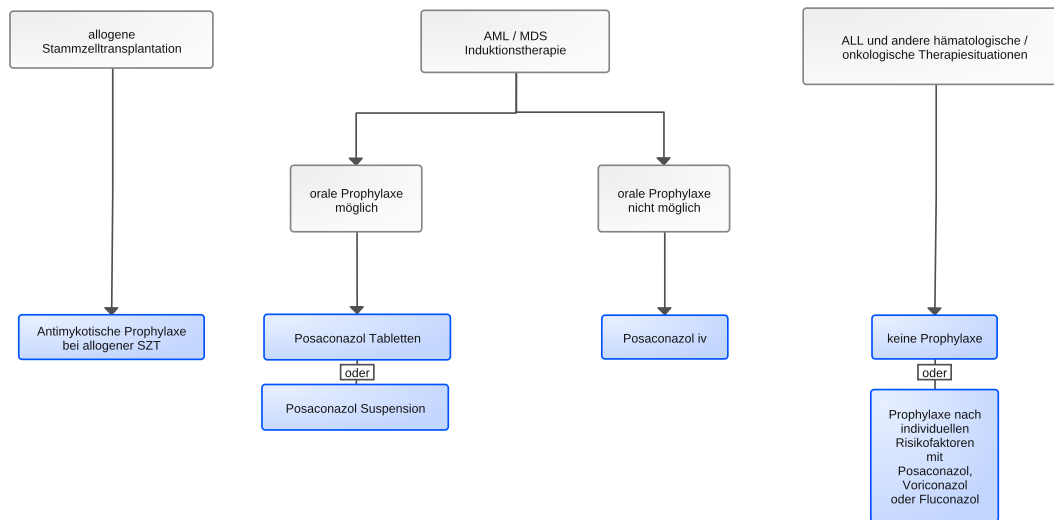 allogene
Stammzelltransplantation
AML / MDS
Induktionstherapie
ALL und andere hämatologische /
onkologische Therapiesituationen
orale Prophylaxe
möglich
orale Prophylaxe
nicht möglich
Antimykotische Prophylaxe
bei allogener SZT
Posaconazol Tabletten
oder
Posaconazol Suspension
Posaconazol iv
keine Prophylaxe
oder
Prophylaxe nach
individuellen
Risikofaktoren
mit
Posaconazol,
Voriconazol
oder Fluconazol